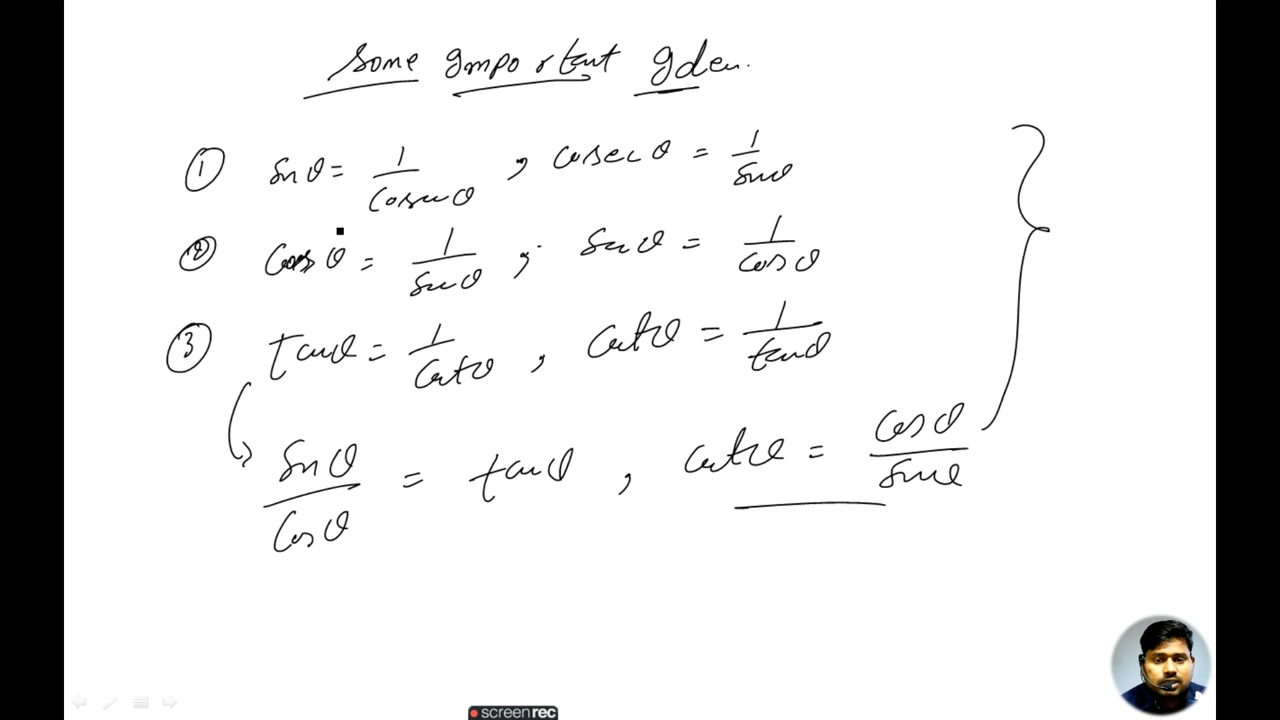 Some Important Iden.
① Sinθ = 1/Cosecθ , Cosecθ = 1/Sinθ
② Cosθ = 1/Secθ ; Secθ = 1/Cosθ
③ tanθ = 1/Cotθ , Cotθ = 1/tanθ
Sinθ/Cosθ = tanθ , Cotθ = Cosθ/Sinθ
screenrec